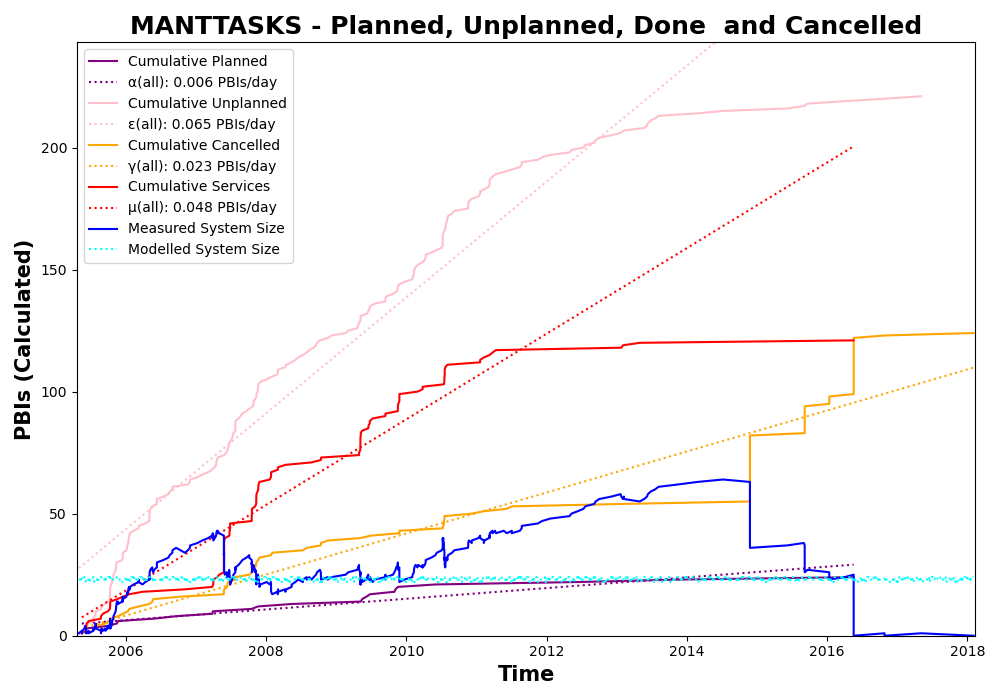 MANTTASKS - Planned, Unplanned, Done  and Cancelled
Cumulative Planned
α(all): 0.006 PBIs/day
Cumulative Unplanned
ε(all): 0.065 PBIs/day
Cumulative Cancelled
γ(all): 0.023 PBIs/day
Cumulative Services
μ(all): 0.048 PBIs/day
Measured System Size
Modelled System Size
PBIs (Calculated)
200
150
100
50
0
2006 2008 2010 2012 2014 2016 2018
Time